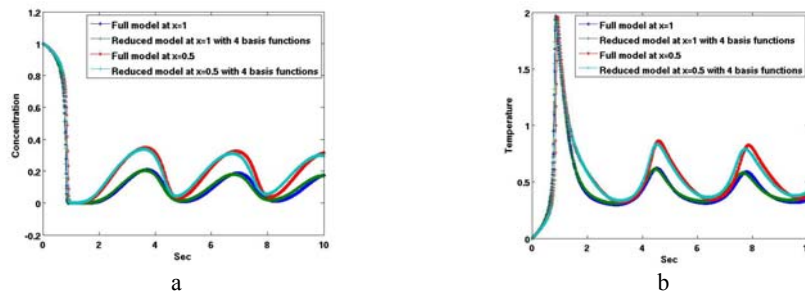 1.2
1
0.8
0.6
0.4
0.2
0
-0.2
0
2
4
6
8
10
Concentration
Sec
Full model at x=1
Reduced model at x=1 with 4 basis functions
Full model at x=0.5
Reduced model at x=0.5 with 4 basis functions
a
2
1.5
1
0.5
0
0
2
4
6
8
Temperature
Sec
Full model at x=1
Reduced model at x=1 with 4 basis functions
Full model at x=0.5
Reduced model at x=0.5 with 4 basis functions
b